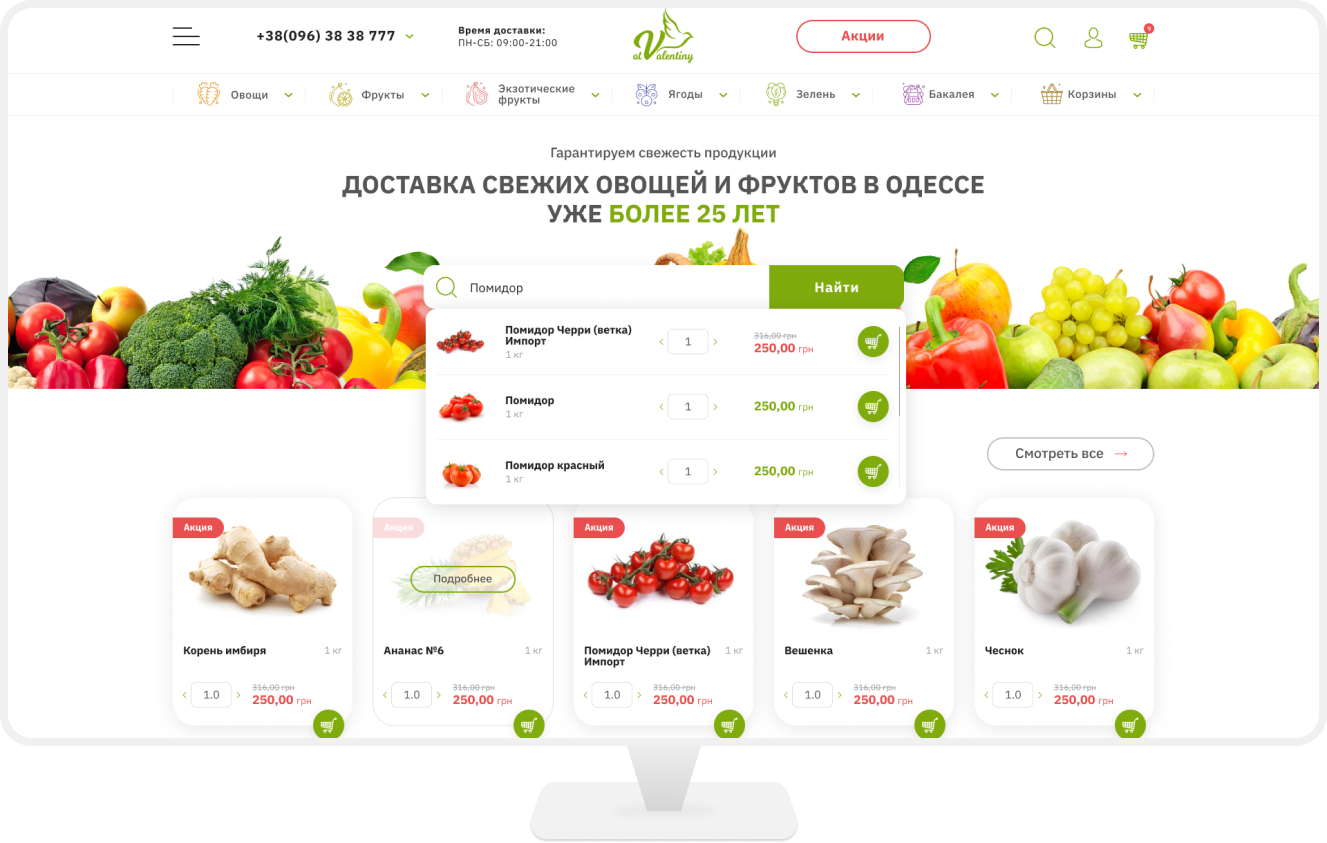 +38(096) 38 38 777
Время доставки:
ПН-СБ: 09:00-21:00
ot Valentiny
Акции
9
Овощи
Фрукты
Экзотические
фрукты
Ягоды
Зелень
Бакалея
Корзины
Гарантируем свежесть продукции
ДОСТАВКА СВЕЖИХ ОВОЩЕЙ И ФРУКТОВ В ОДЕССЕ
УЖЕ БОЛЕЕ 25 ЛЕТ
Помидор
Найти
Помидор Черри (ветка)
Импорт
1 кг
1
316,00 грн
250,00 грн
Помидор
1 кг
1
250,00 грн
Помидор красный
1 кг
1
250,00 грн
Смотреть все
Акция
Корень имбиря 1 кг
1.0
316,00 грн
250,00 грн
Акция
Подробнее
Ананас №6 1 кг
1.0
316,00 грн
250,00 грн
Акция
Помидор Черри (ветка) 1 кг
Импорт
1.0
316,00 грн
250,00 грн
Акция
Вешенка 1 кг
1.0
316,00 грн
250,00 грн
Акция
Чеснок 1 кг
1.0
316,00 грн
250,00 грн